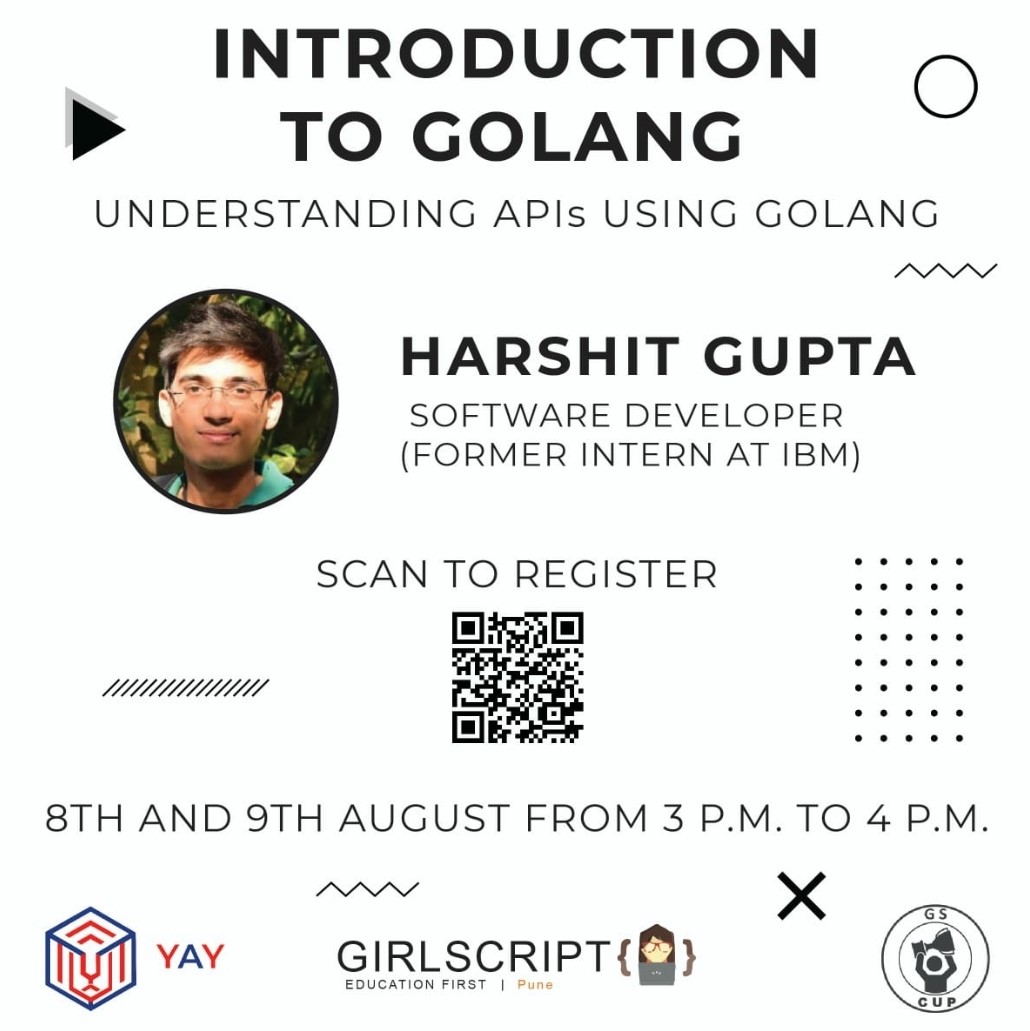 INTRODUCTION
TO GOLANG
UNDERSTANDING APIs USING GOLANG
HARSHIT GUPTA
SOFTWARE DEVELOPER
(FORMER INTERN AT IBM)
SCAN TO REGISTER
8TH AND 9TH AUGUST FROM 3 P.M. TO 4 P.M.
YAY
GIRLSCRIPT{ }
EDUCATION FIRST | Pune
GS
CUP